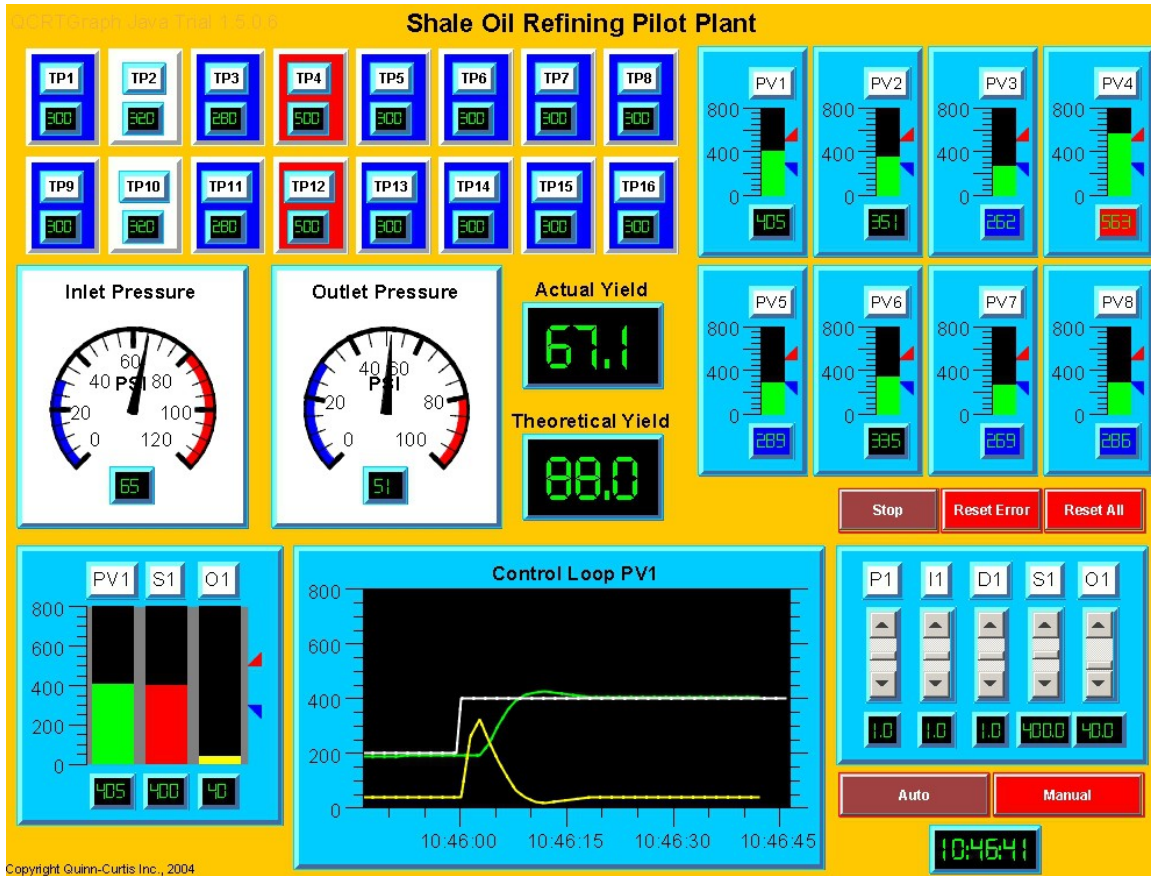 QCRTGraph Java Trial 1.5.0.6
Shale Oil Refining Pilot Plant
TP1 TP2 TP3 TP4 TP5 TP6 TP7 TP8
300 320 280 500 300 300 300 300
TP9 TP10 TP11 TP12 TP13 TP14 TP15 TP16
300 320 280 500 300 300 300 300
PV1 PV2 PV3 PV4
800 800 800 800
400 400 400 400
0 0 0 0
405 351 262 563
Inlet Pressure
60
40 PSI 80
20 100
0 120
65
Outlet Pressure
40 60
PSI
20 80
0 100
51
Actual Yield
67.1
Theoretical Yield
88.0
PV5 PV6 PV7 PV8
800 800 800 800
400 400 400 400
0 0 0 0
289 335 269 286
Stop Reset Error Reset All
PV1 S1 O1
800
600
400
200
0
405 400 40
Control Loop PV1
800
600
400
200
0
10:46:00 10:46:15 10:46:30 10:46:45
P1 I1 D1 S1 O1
1.0 1.0 1.0 400.0 40.0
Auto Manual
10:46:41
Copyright Quinn-Curtis Inc., 2004